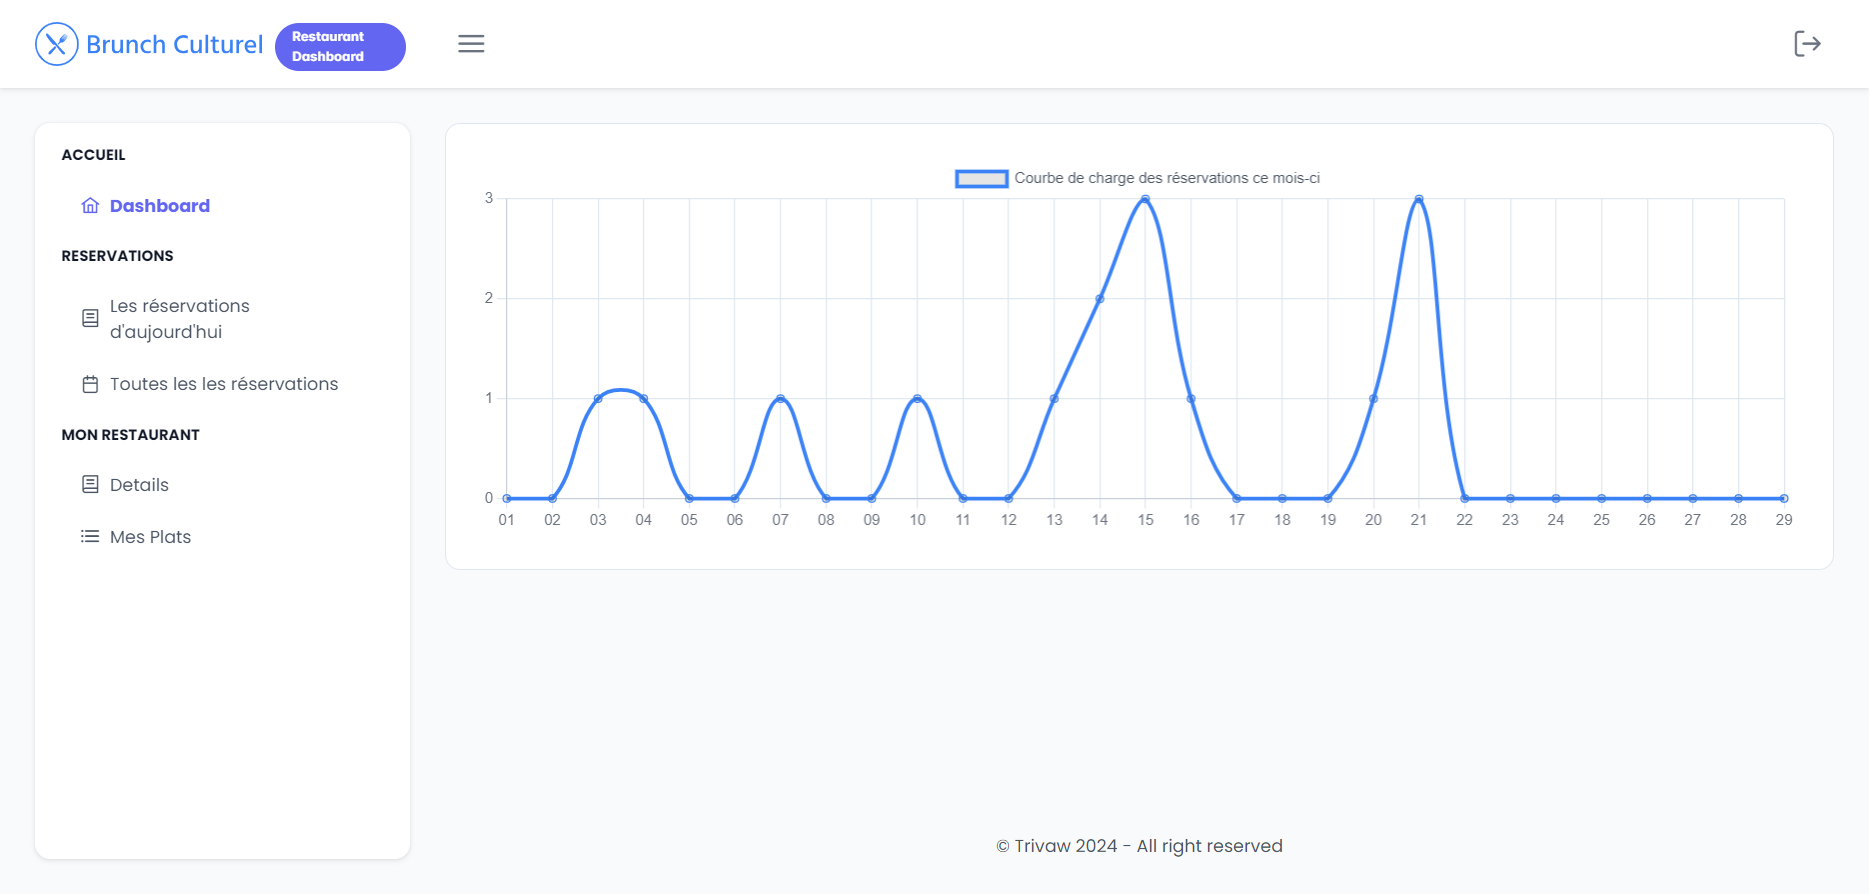 Brunch Culturel
Restaurant
Dashboard
ACCUEIL
Dashboard
RESERVATIONS
Les réservations
d'aujourd'hui
Toutes les les réservations
MON RESTAURANT
Details
Mes Plats
Courbe de charge des réservations ce mois-ci
3
2
1
0
01 02 03 04 05 06 07 08 09 10 11 12 13 14 15 16 17 18 19 20 21 22 23 24 25 26 27 28 29
© Trivaw 2024 - All right reserved